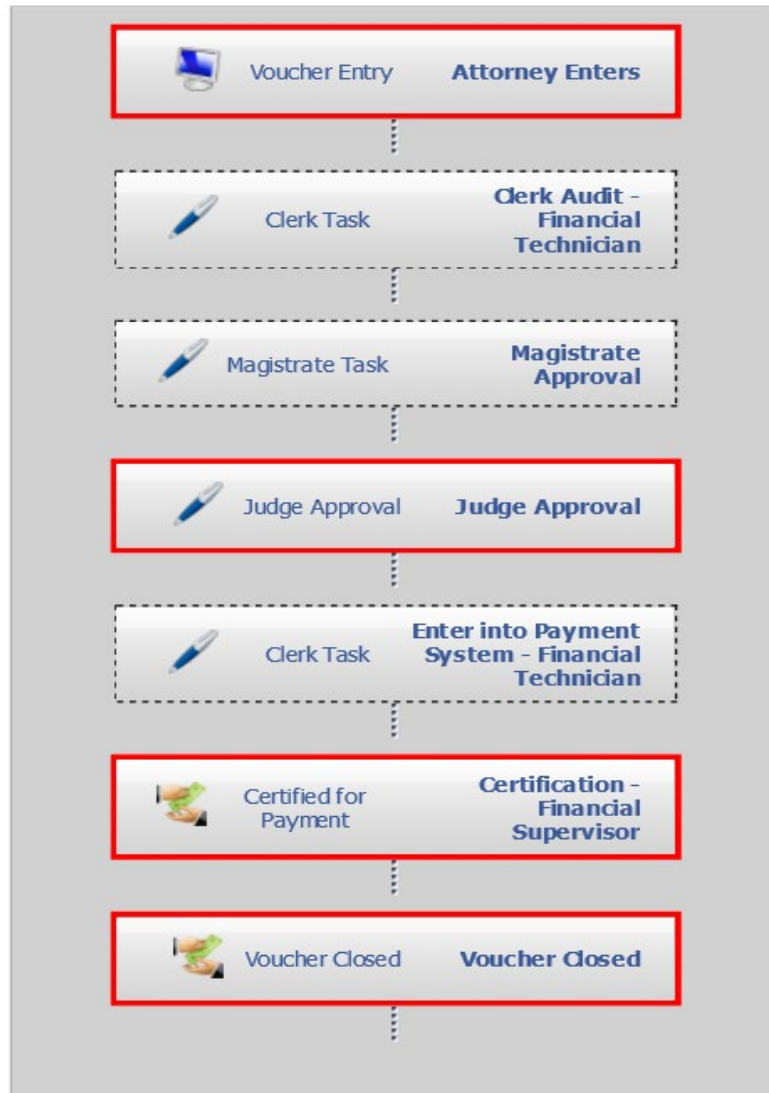 Voucher Entry
Attorney Enters
Clerk Task
Clerk Audit -
Financial
Technician
Magistrate Task
Magistrate
Approval
Judge Approval
Judge Approval
Clerk Task
Enter into Payment
System - Financial
Technician
Certified for
Payment
Certification -
Financial
Supervisor
Voucher Closed
Voucher Closed